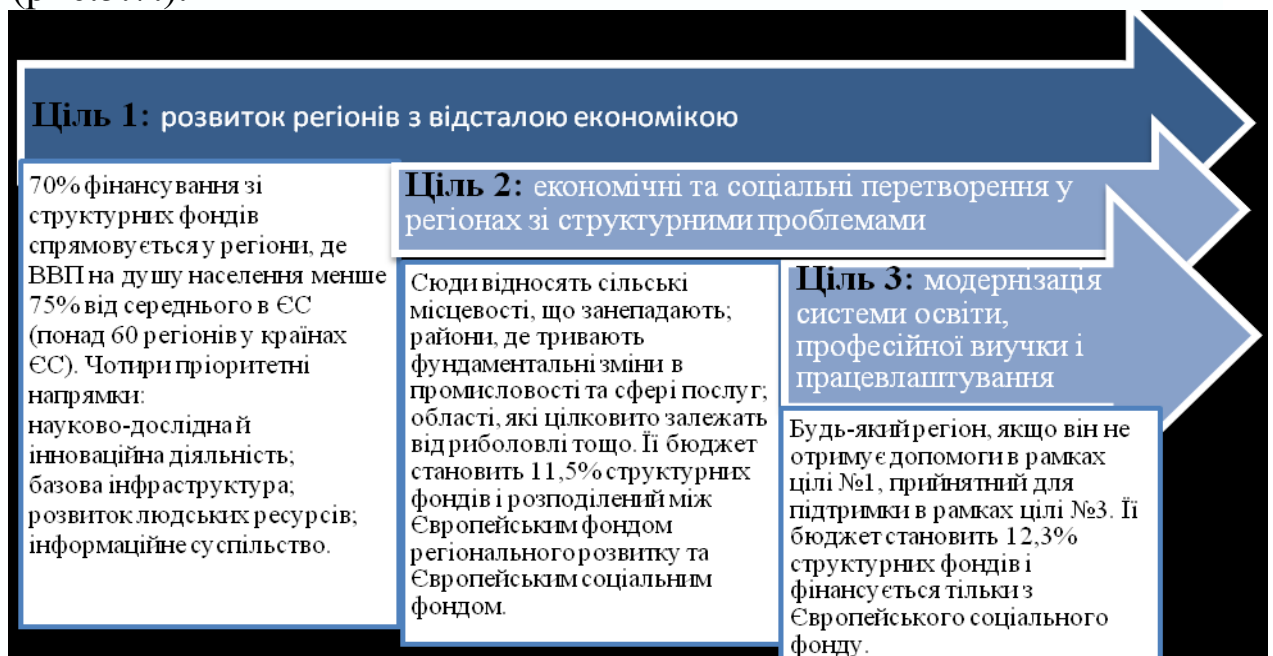 Ціль 1: розвиток регіонів з відсталою економікою
70% фінансування зі
структурних фондів
спрямовується у регіони, де
ВВП на душу населення менше
75% від середнього в ЄС
(понад 60 регіонів у країнах
ЄС). Чотири пріоритетні
напрямки:
науково-дослідна й
інноваційна діяльність;
базова інфраструктура;
розвиток людських ресурсів;
інформаційне суспільство.
Ціль 2: економічні та соціальні перетворення у
регіонах зі структурними проблемами
Сюди відносять сільські
місцевості, що занепадають;
райони, де тривають
фундаментальні зміни в
промисловості та сфері послуг;
області, які цілковито залежать
від риболовлі тощо. Її бюджет
становить 11,5% структурних
фондів і розподілений між
Європейським фондом
регіонального розвитку та
Європейським соціальним
фондом.
Ціль 3: модернізація
системи освіти,
професійної виучки і
працевлаштування
Будь-який регіон, якщо він не
отримує допомоги в рамках
цілі №1, прийнятний для
підтримки в рамках цілі №3. Її
бюджет становить 12,3%
структурних фондів і
фінансується тільки з
Європейського соціального
фонду.